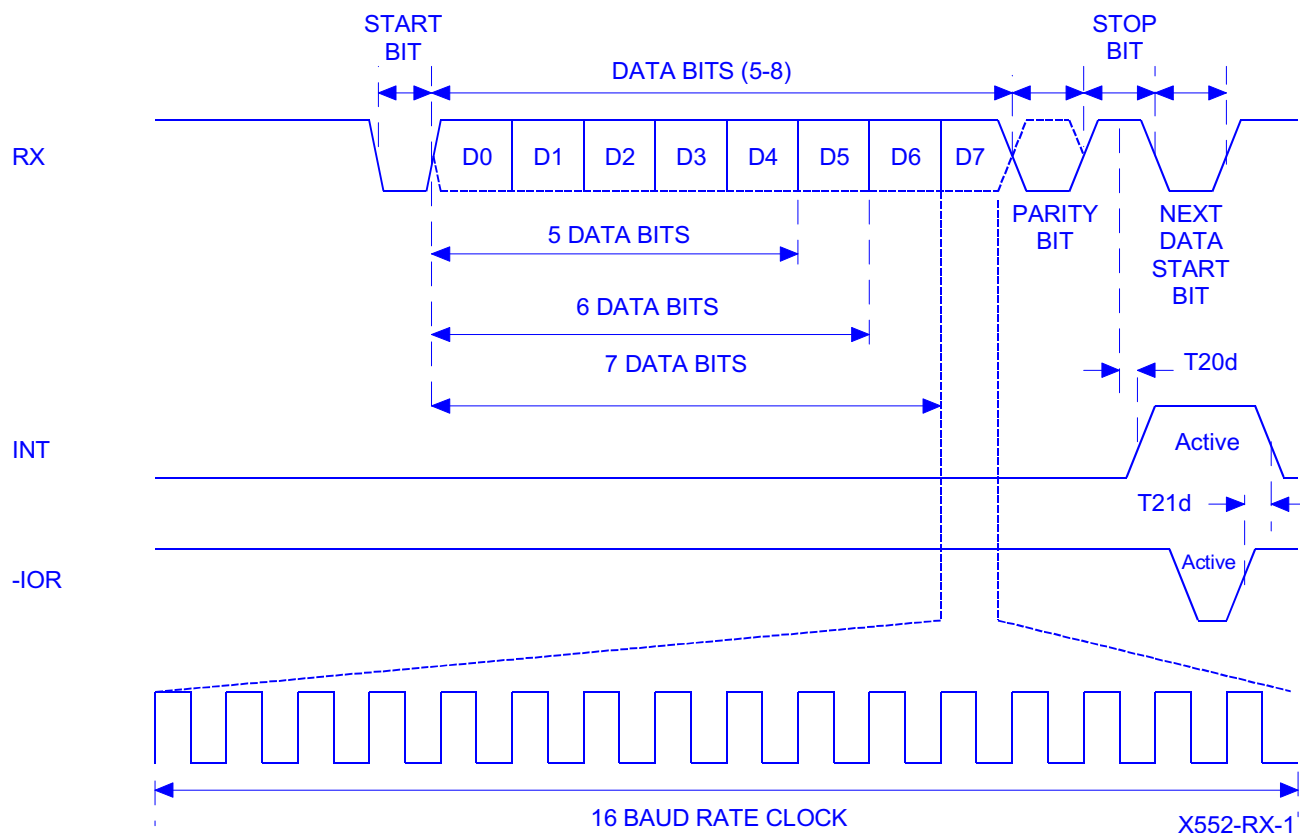 START
BIT
STOP
BIT
DATA BITS (5-8)
RX
D0 D1 D2 D3 D4 D5 D6 D7
PARITY
BIT
NEXT
DATA
START
BIT
5 DATA BITS
6 DATA BITS
7 DATA BITS
T20d
INT
Active
T21d
-IOR
Active
16 BAUD RATE CLOCK
X552-RX-1